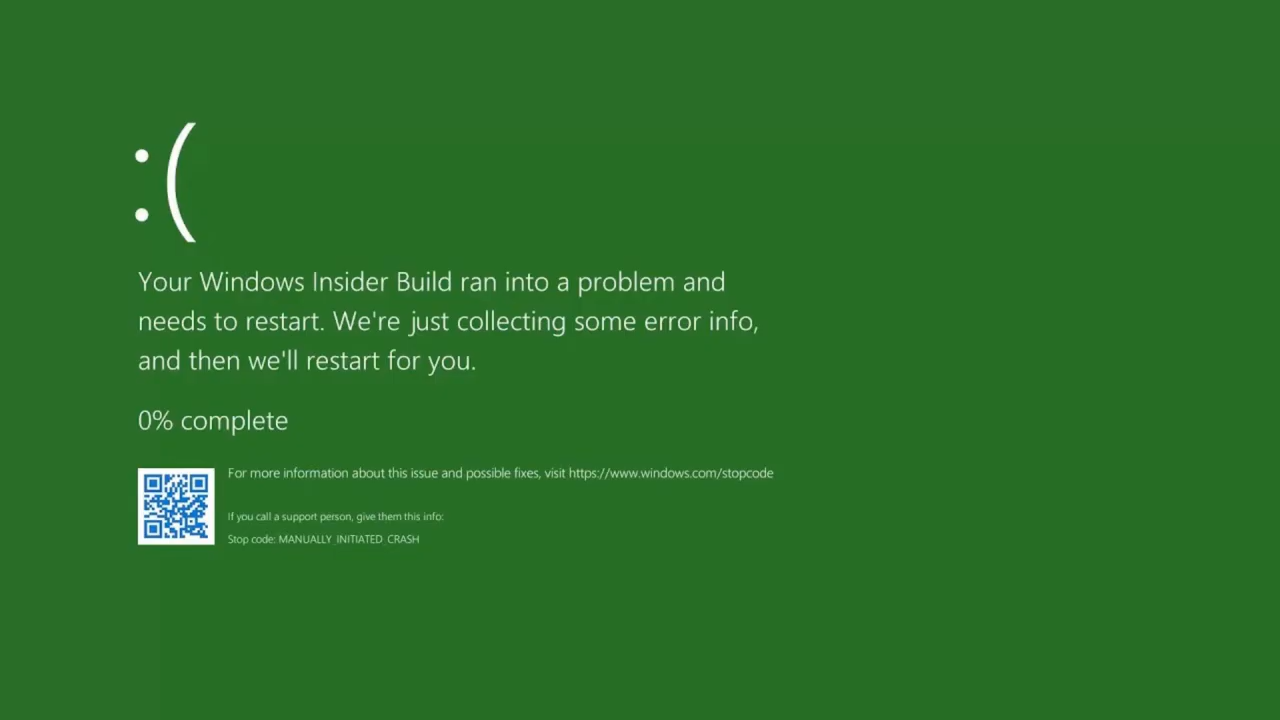 :(
Your Windows Insider Build ran into a problem and
needs to restart. We're just collecting some error info,
and then we'll restart for you.
0% complete
For more information about this issue and possible fixes, visit https://www.windows.com/stopcode
If you call a support person, give them this info:
Stop code: MANUALLY_INITIATED_CRASH